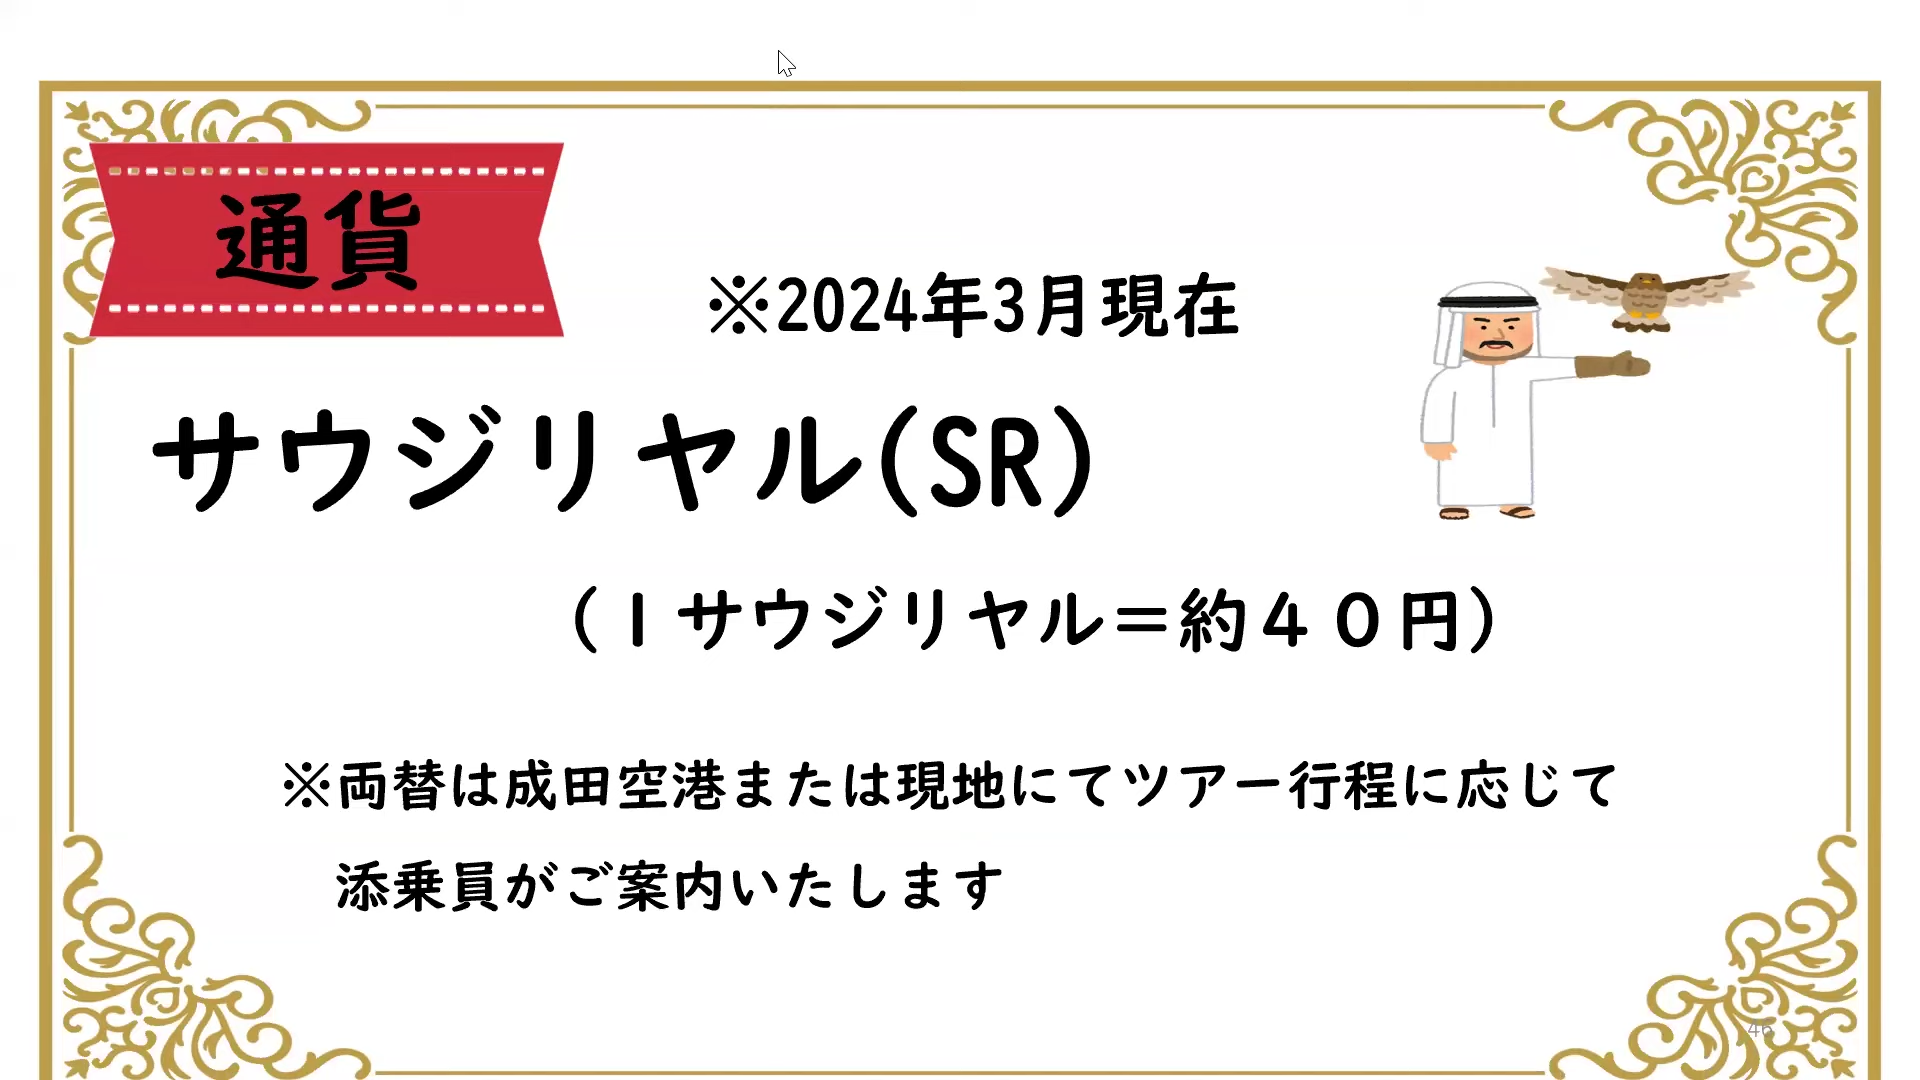 通貨
※2024年3月現在
サウジリヤル(SR)
(１サウジリヤル＝約４０円)
※両替は成田空港または現地にてツアー行程に応じて
添乗員がご案内いたします
46